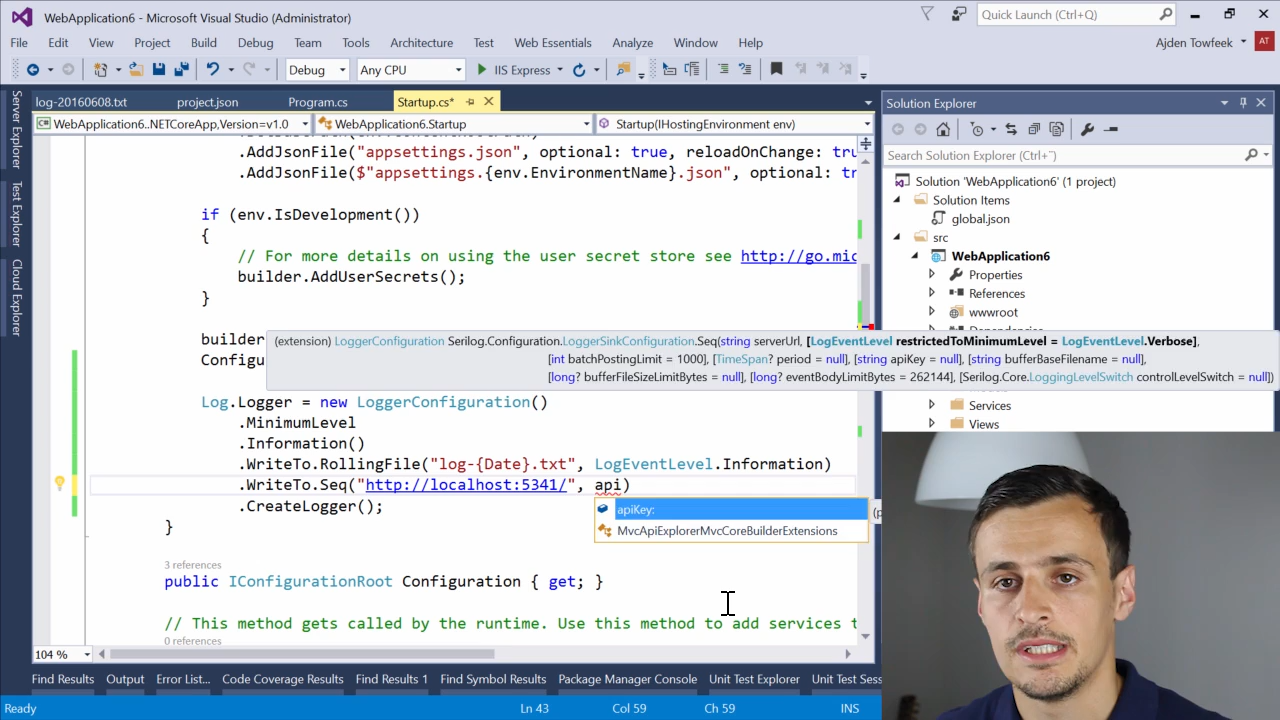 WebApplication6 - Microsoft Visual Studio (Administrator)
Quick Launch (Ctrl+Q)
File Edit View Project Build Debug Team Tools Architecture Test Web Essentials Analyze Window Help
Ajden Towfeek AT
Debug Any CPU IIS Express
log-20160608.txt project.json Program.cs Startup.cs*
WebApplication6..NETCoreApp,Version=v1.0 WebApplication6.Startup Startup(IHostingEnvironment env)
Server Explorer
Test Explorer
Cloud Explorer
.AddJsonFile("appsettings.json", optional: true, reloadOnChange: tru
.AddJsonFile($"appsettings.{env.EnvironmentName}.json", optional: tr
if (env.IsDevelopment())
{
// For more details on using the user secret store see http://go.mic
builder.AddUserSecrets();
}
builder
Configu
(extension) LoggerConfiguration Serilog.Configuration.LoggerSinkConfiguration.Seq(string serverUrl, [LogEventLevel restrictedToMinimumLevel = LogEventLevel.Verbose],
[int batchPostingLimit = 1000], [TimeSpan? period = null], [string apiKey = null], [string bufferBaseFilename = null],
[long? bufferFileSizeLimitBytes = null], [long? eventBodyLimitBytes = 262144], [Serilog.Core.LoggingLevelSwitch controlLevelSwitch = null])
Log.Logger = new LoggerConfiguration()
.MinimumLevel
.Information()
.WriteTo.RollingFile("log-{Date}.txt", LogEventLevel.Information)
.WriteTo.Seq("http://localhost:5341/", api)
.CreateLogger();
apiKey:
MvcApiExplorerMvcCoreBuilderExtensions
(p
}
3 references
public IConfigurationRoot Configuration { get; }
// This method gets called by the runtime. Use this method to add services t
0 references
104 %
Solution Explorer
Search Solution Explorer (Ctrl+¨)
Solution 'WebApplication6' (1 project)
Solution Items
global.json
src
WebApplication6
Properties
References
wwwroot
Services
Views
Find Results Output Error List... Code Coverage Results Find Results 1 Find Symbol Results Package Manager Console Unit Test Explorer Unit Test Sess
Ready Ln 43 Col 59 Ch 59 INS